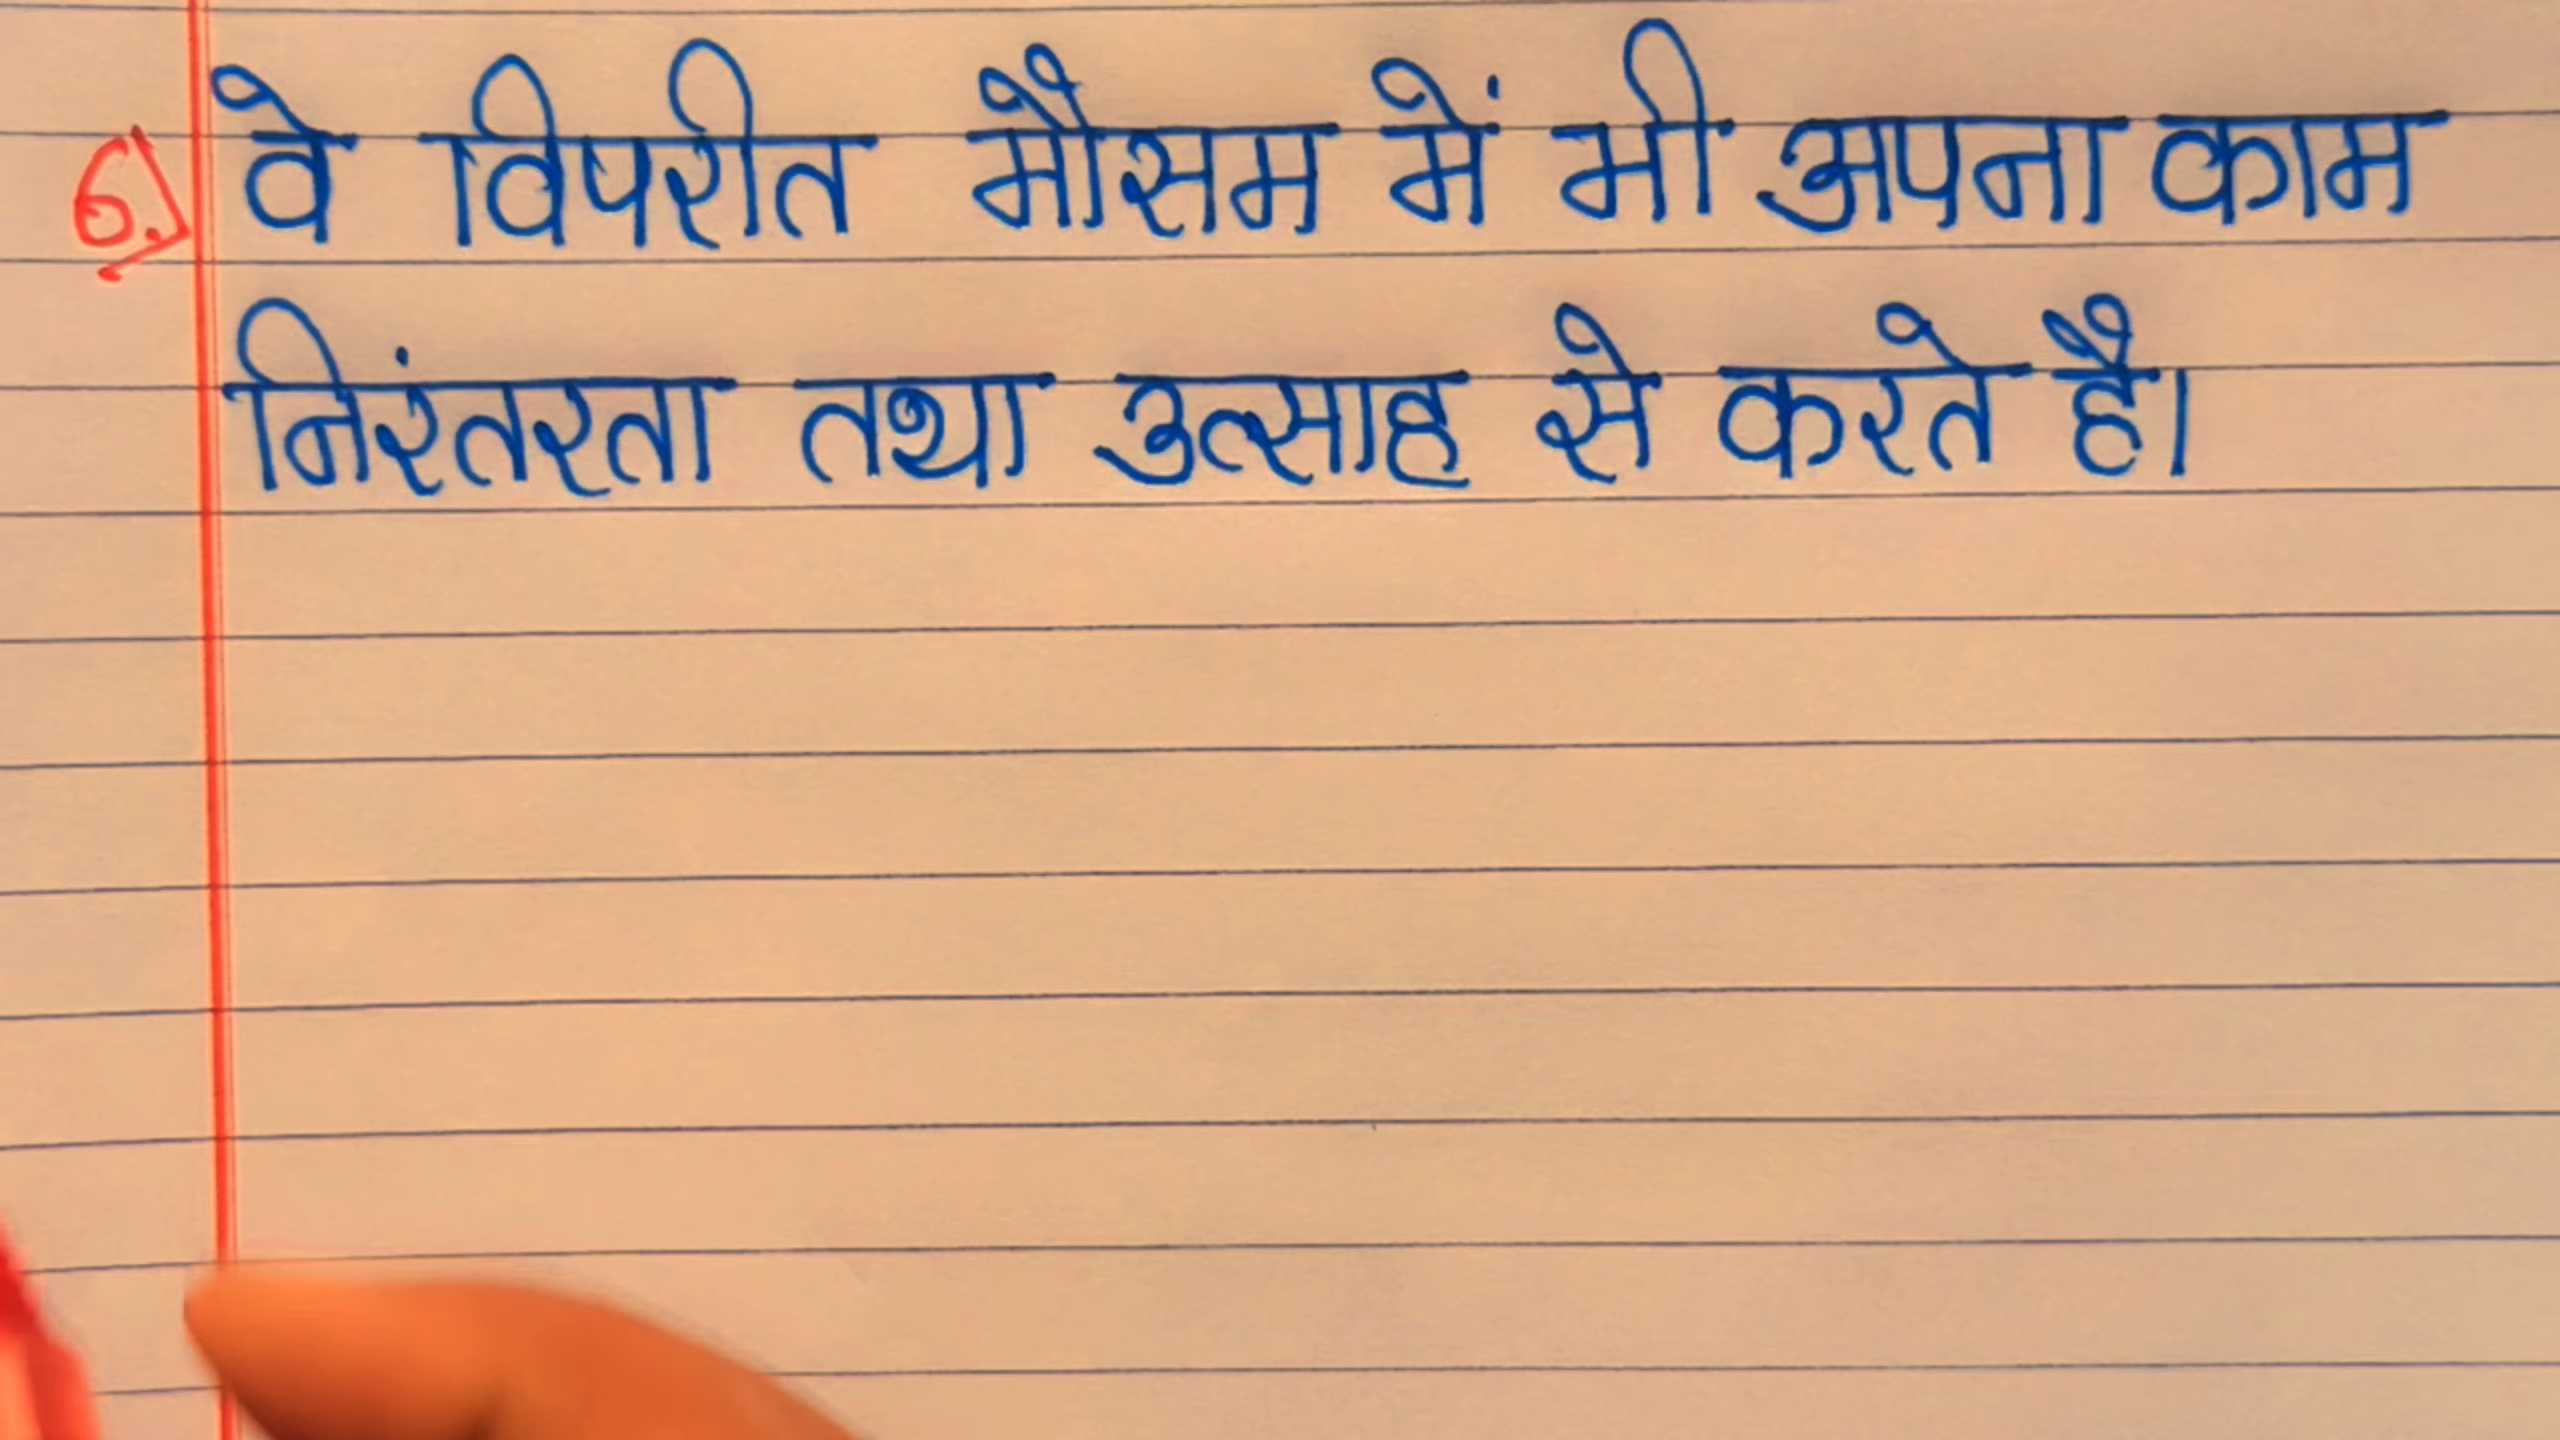 6.) वे विपरीत मौसम में भी अपना काम
निरंतरता तथा उत्साह से करते है।